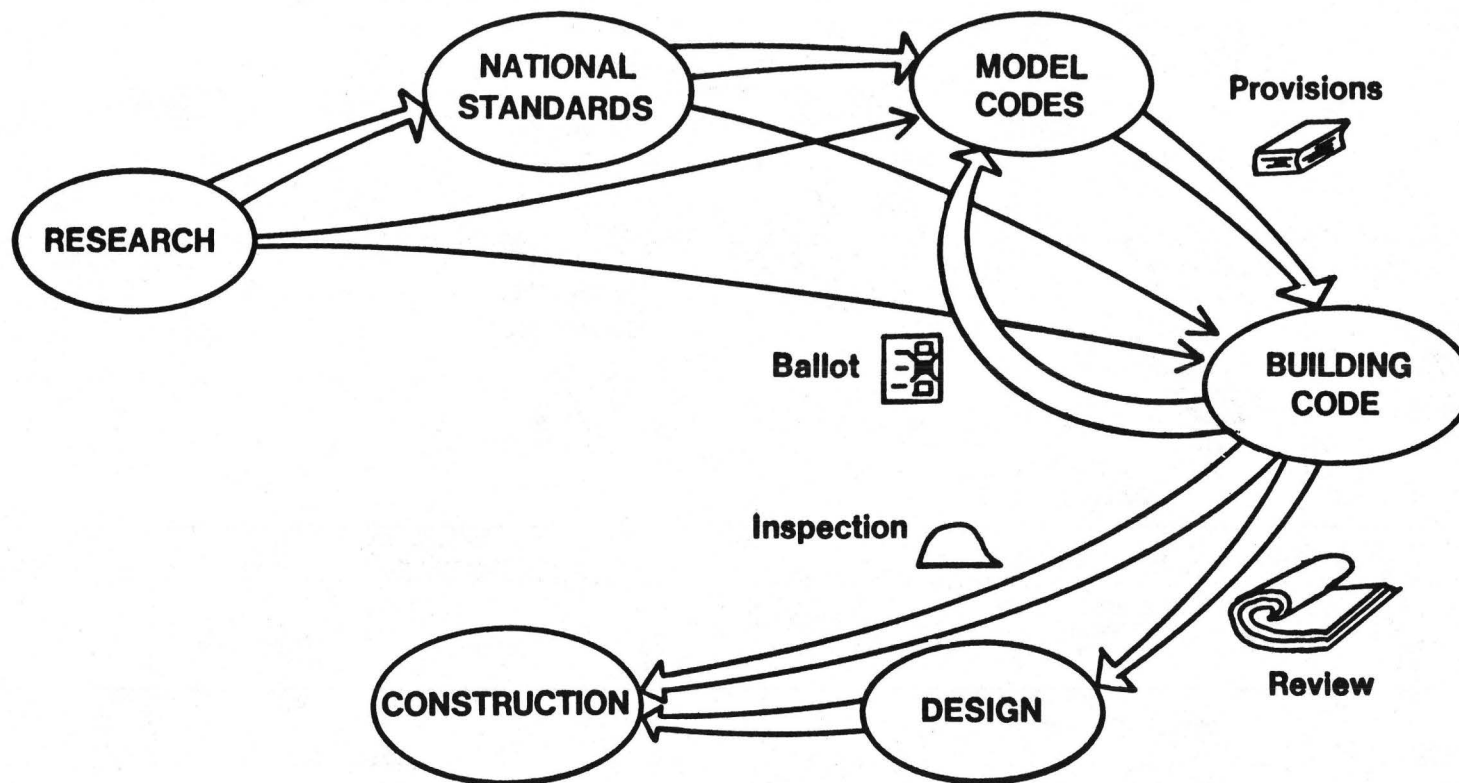 NATIONAL
STANDARDS
MODEL
CODES
Provisions
RESEARCH
Ballot
BUILDING
CODE
Inspection
CONSTRUCTION
DESIGN
Review